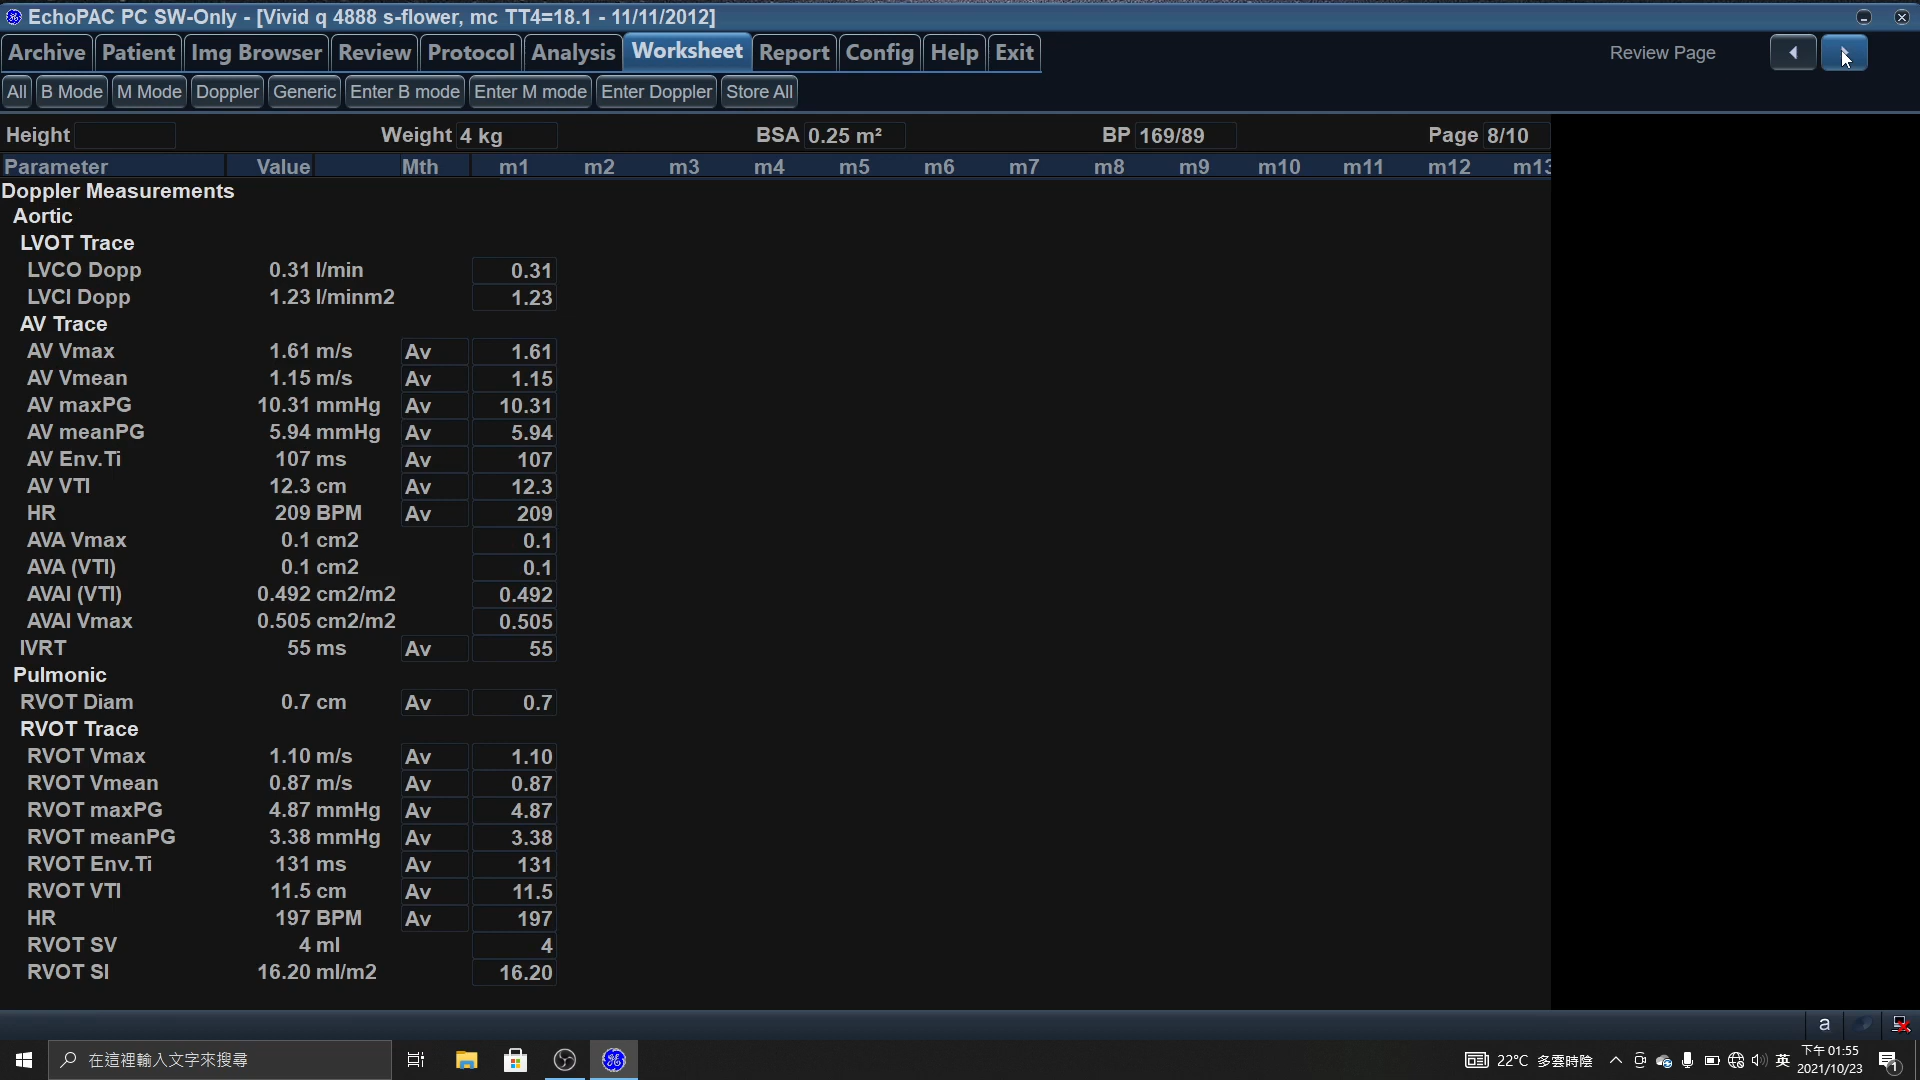 EchoPAC PC SW-Only - [Vivid q 4888 s-flower, mc TT4=18.1 - 11/11/2012]
Archive Patient Img Browser Review Protocol Analysis Worksheet Report Config Help Exit Review Page
All B Mode M Mode Doppler Generic Enter B mode Enter M mode Enter Doppler Store All
Height Weight 4 kg BSA 0.25 m² BP 169/89 Page 8/10
Parameter Value Mth m1 m2 m3 m4 m5 m6 m7 m8 m9 m10 m11 m12 m13
Doppler Measurements
Aortic
LVOT Trace
LVCO Dopp 0.31 l/min 0.31
LVCI Dopp 1.23 l/minm2 1.23
AV Trace
AV Vmax 1.61 m/s Av 1.61
AV Vmean 1.15 m/s Av 1.15
AV maxPG 10.31 mmHg Av 10.31
AV meanPG 5.94 mmHg Av 5.94
AV Env.Ti 107 ms Av 107
AV VTI 12.3 cm Av 12.3
HR 209 BPM Av 209
AVA Vmax 0.1 cm2 0.1
AVA (VTI) 0.1 cm2 0.1
AVAI (VTI) 0.492 cm2/m2 0.492
AVAI Vmax 0.505 cm2/m2 0.505
IVRT 55 ms Av 55
Pulmonic
RVOT Diam 0.7 cm Av 0.7
RVOT Trace
RVOT Vmax 1.10 m/s Av 1.10
RVOT Vmean 0.87 m/s Av 0.87
RVOT maxPG 4.87 mmHg Av 4.87
RVOT meanPG 3.38 mmHg Av 3.38
RVOT Env.Ti 131 ms Av 131
RVOT VTI 11.5 cm Av 11.5
HR 197 BPM Av 197
RVOT SV 4 ml 4
RVOT SI 16.20 ml/m2 16.20
a
在這裡輸入文字來搜尋 22°C 多雲時陰 英 下午 01:55
2021/10/23 1